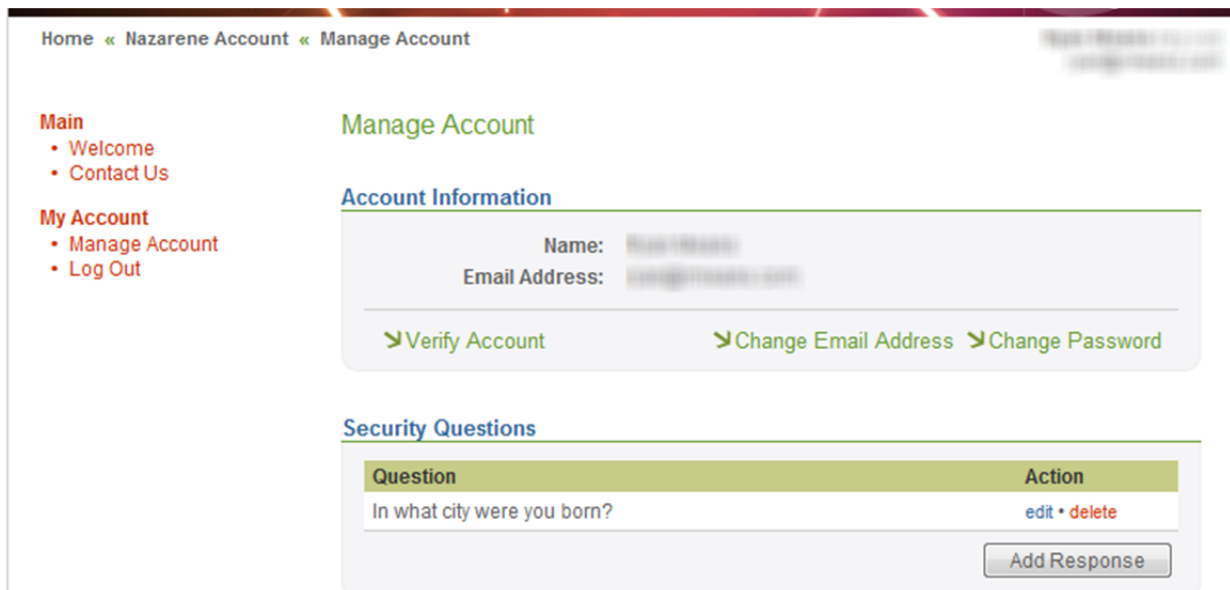 Home « Nazarene Account « Manage Account
Main
• Welcome
• Contact Us
My Account
• Manage Account
• Log Out
Manage Account
Account Information
Name:
Email Address:
Verify Account Change Email Address Change Password
Security Questions
Question Action
In what city were you born? edit • delete
Add Response